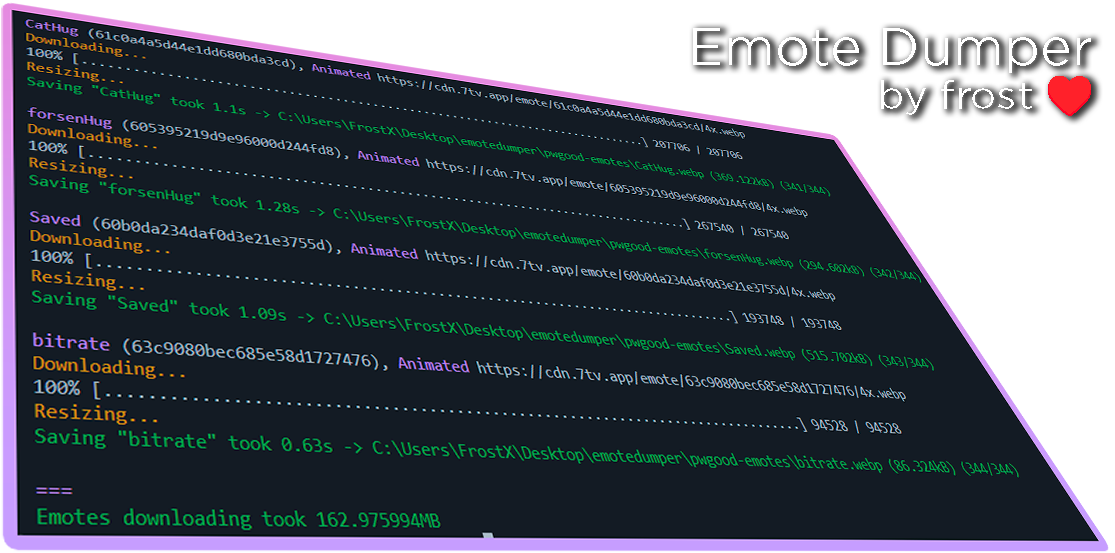 Emote Dumper
by frost
CatHug (61c0a4a5d44e1dd680bda3cd), Animated https://cdn.7tv.app/emote/61c0a4a5d44e1dd680bda3cd/4x.webp
Downloading...
100% [..........................................................................] 207706 | 207706
Resizing...
Saving "CatHug" took 1.1s -> C:\Users\FrostX\Desktop\emotedumper\pwgood-emotes\CatHug.webp (369.122kB) (341/344)
forsenHug (605395219d9e96000d244fd8), Animated https://cdn.7tv.app/emote/605395219d9e96000d244fd8/4x.webp
Downloading...
100% [..........................................................................] 267540 | 267540
Resizing...
Saving "forsenHug" took 1.28s -> C:\Users\FrostX\Desktop\emotedumper\pwgood-emotes\forsenHug.webp (294.602kB) (342/344)
Saved (60b0da234daf0d3e21e3755d), Animated https://cdn.7tv.app/emote/60b0da234daf0d3e21e3755d/4x.webp
Downloading...
100% [..........................................................................] 193748 | 193748
Resizing...
Saving "Saved" took 1.09s -> C:\Users\FrostX\Desktop\emotedumper\pwgood-emotes\Saved.webp (515.702kB) (343/344)
bitrate (63c9080bec685e58d1727476), Animated https://cdn.7tv.app/emote/63c9080bec685e58d1727476/4x.webp
Downloading...
100% [..........................................................................] 94528 | 94528
Resizing...
Saving "bitrate" took 0.63s -> C:\Users\FrostX\Desktop\emotedumper\pwgood-emotes\bitrate.webp (86.324kB) (344/344)
===
Emotes downloading took 162.975994MB